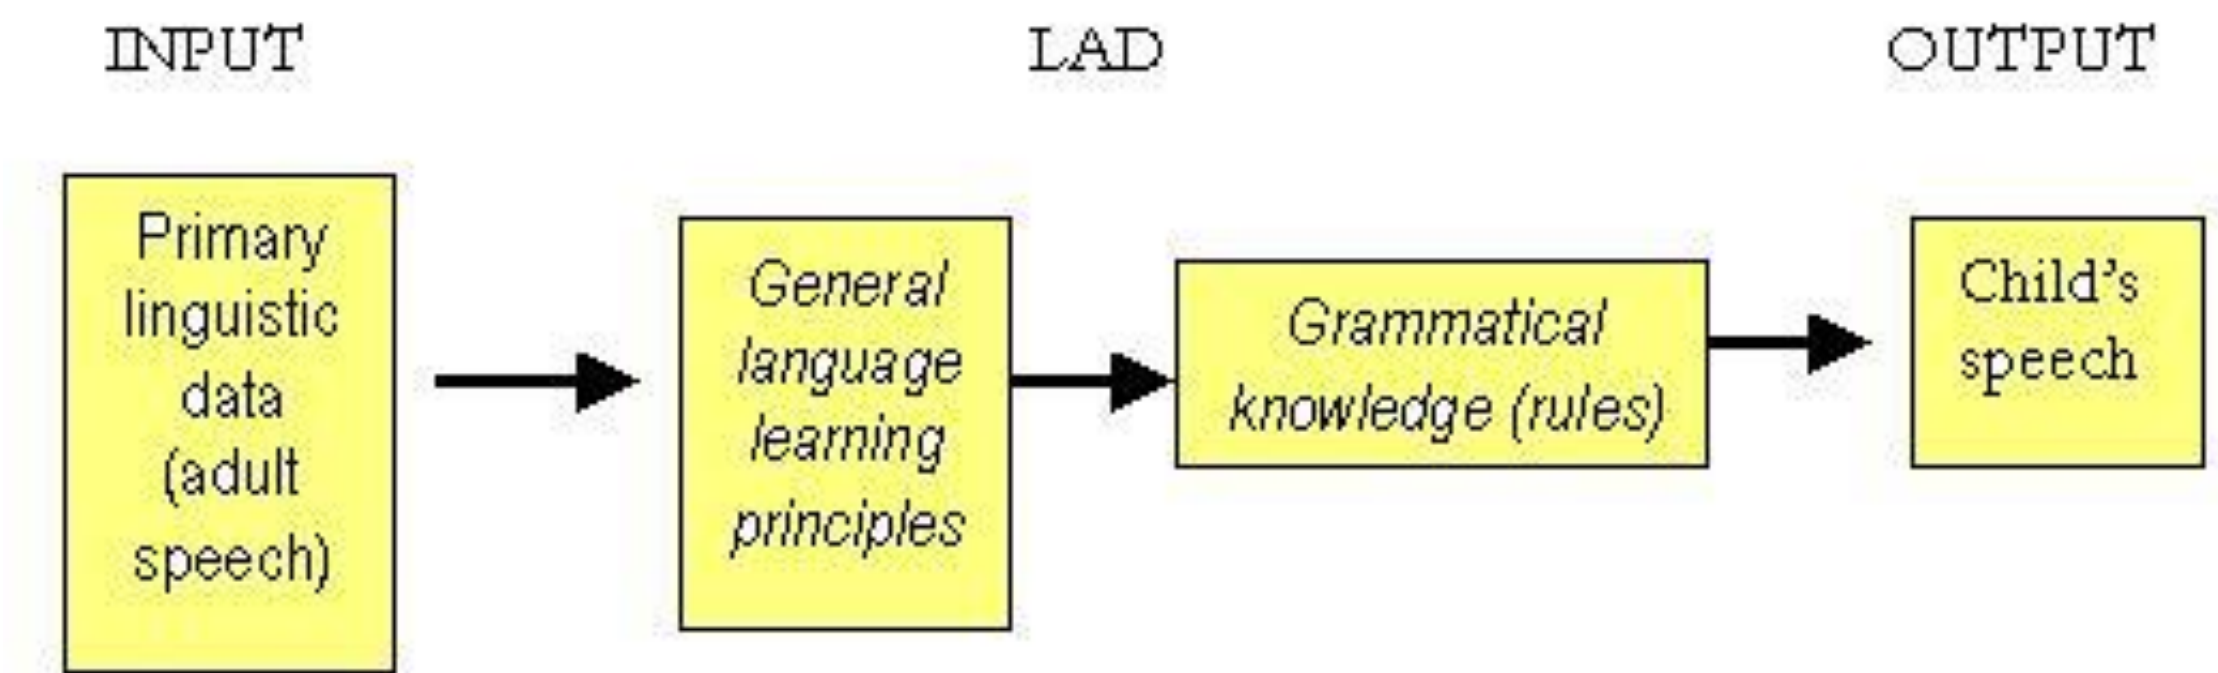 INPUT
LAD
OUTPUT
Primary
linguistic
data
(adult
speech)
General
language
learning
principles
Grammatical
knowledge (rules)
Child's
speech